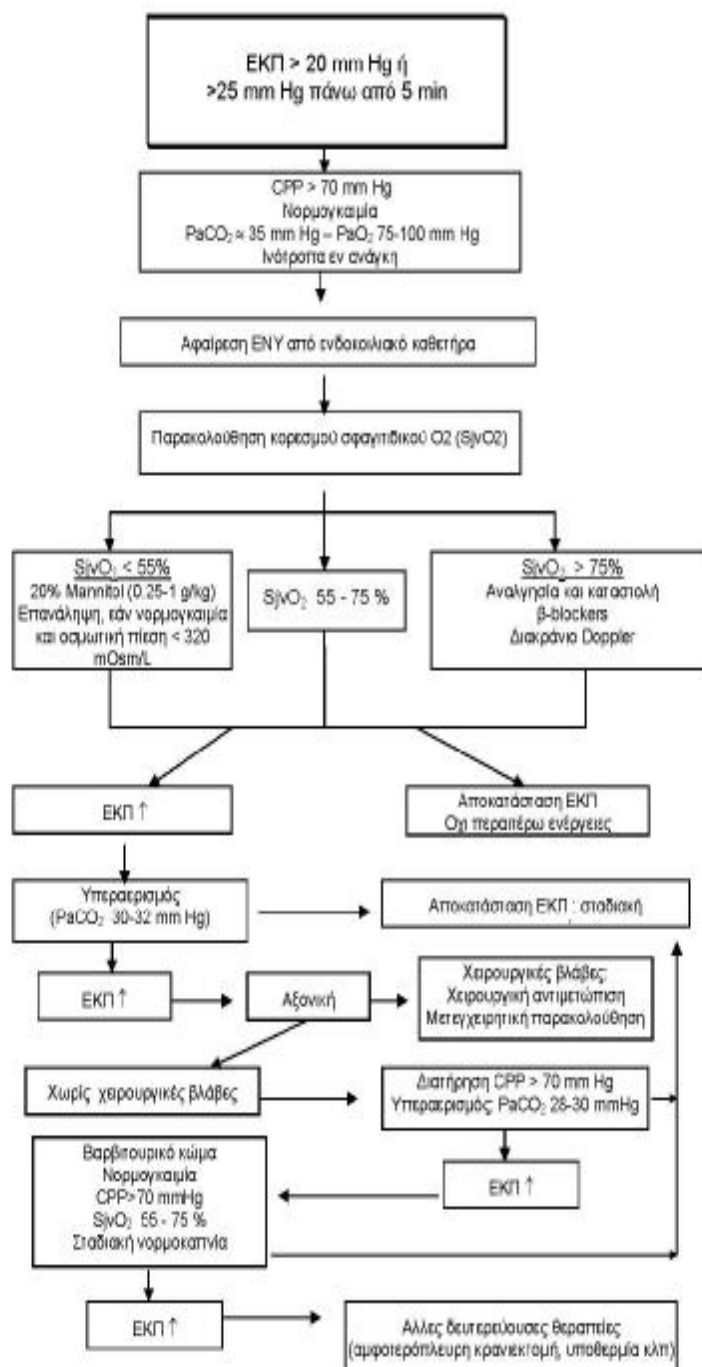 ΕΚΠ > 20 mm Hg ή
>25 mm Hg πάνω από 5 min
CPP > 70 mm Hg
Νορμογκαιμία
PaCO₂ ≈ 35 mm Hg – PaO₂ 75-100 mm Hg
Ινότροπα εν ανάγκη
Αφαίρεση ΕΝΥ από ενδοκοιλιακό καθετήρα
Παρακολούθηση κορεσμού σφαγιτιδικού O2 (SjvO2)
SjvO₂ < 55%
20% Mannitol (0.25-1 g/kg)
Επανάληψη, εάν νορμογκαιμία
και οσμωτική πίεση < 320
mOsm/L
SjvO₂ 55 - 75 %
SjvO₂ > 75%
Αναλγησία και καταστολή
β-blockers
Διακράνιο Doppler
ΕΚΠ ↑
Αποκατάσταση ΕΚΠ
Οχι περαιτέρω ενέργειες
Υπεραερισμός
(PaCO₂ 30-32 mm Hg)
Αποκατάσταση ΕΚΠ : σταδιακή
ΕΚΠ ↑
Αξονική
Χειρουργικές βλάβες:
Χειρουργική αντιμετώπιση
Μετεγχειρητική παρακολούθηση
Χωρίς χειρουργικές βλάβες
Διατήρηση CPP > 70 mm Hg
Υπεραερισμός: PaCO₂ 28-30 mmHg
ΕΚΠ ↑
Βαρβιτουρικό κώμα
Νορμογκαιμία
CPP>70 mmHg
SjvO₂ 55 - 75 %
Σταδιακή νορμοκαπνία
ΕΚΠ ↑
Αλλες δευτερεύουσες θεραπείες
(αμφοτερόπλευρη κρανιεκτομή, υποθερμία κλπ)